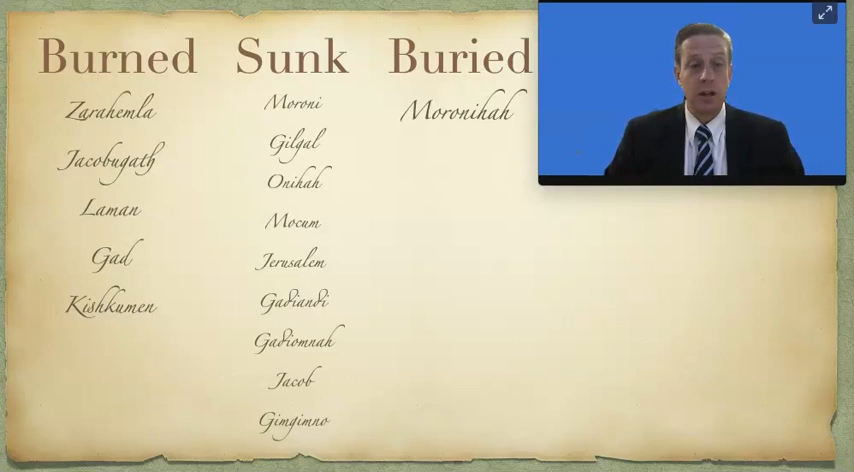 Burned
Zarahemla
Jacobugath
Laman
Gad
Kishkumen
Sunk
Moroni
Gilgal
Onihah
Mocum
Jerusalem
Gadiandi
Gadiomnah
Jacob
Gimgimno
Buried
Moronihah